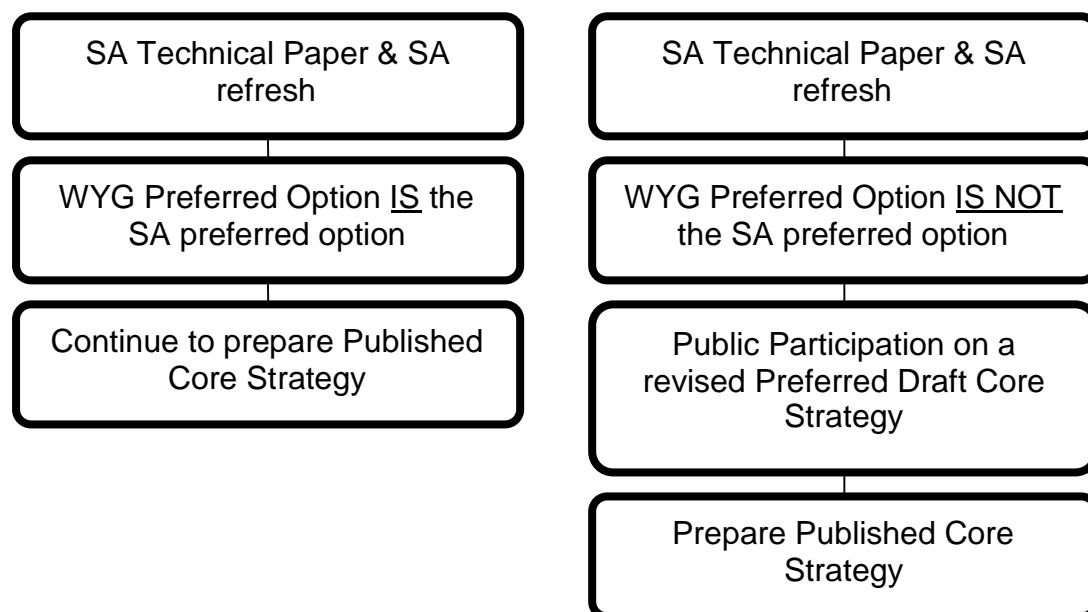 SA Technical Paper & SA
refresh
WYG Preferred Option IS the
SA preferred option
Continue to prepare Published
Core Strategy
SA Technical Paper & SA
refresh
WYG Preferred Option IS NOT
the SA preferred option
Public Participation on a
revised Preferred Draft Core
Strategy
Prepare Published Core
Strategy